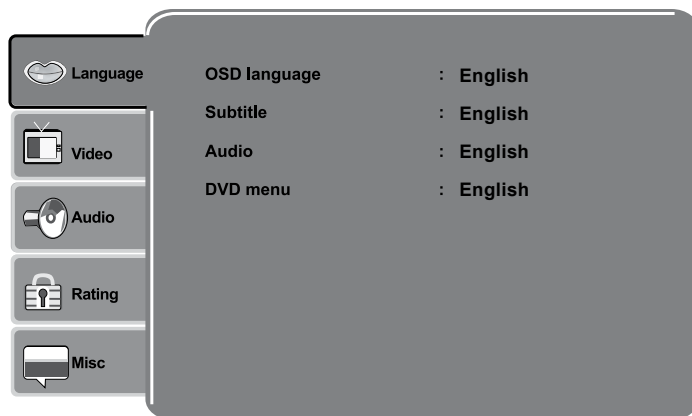 Language
Video
Audio
Rating
Misc
OSD language : English
Subtitle : English
Audio : English
DVD menu : English